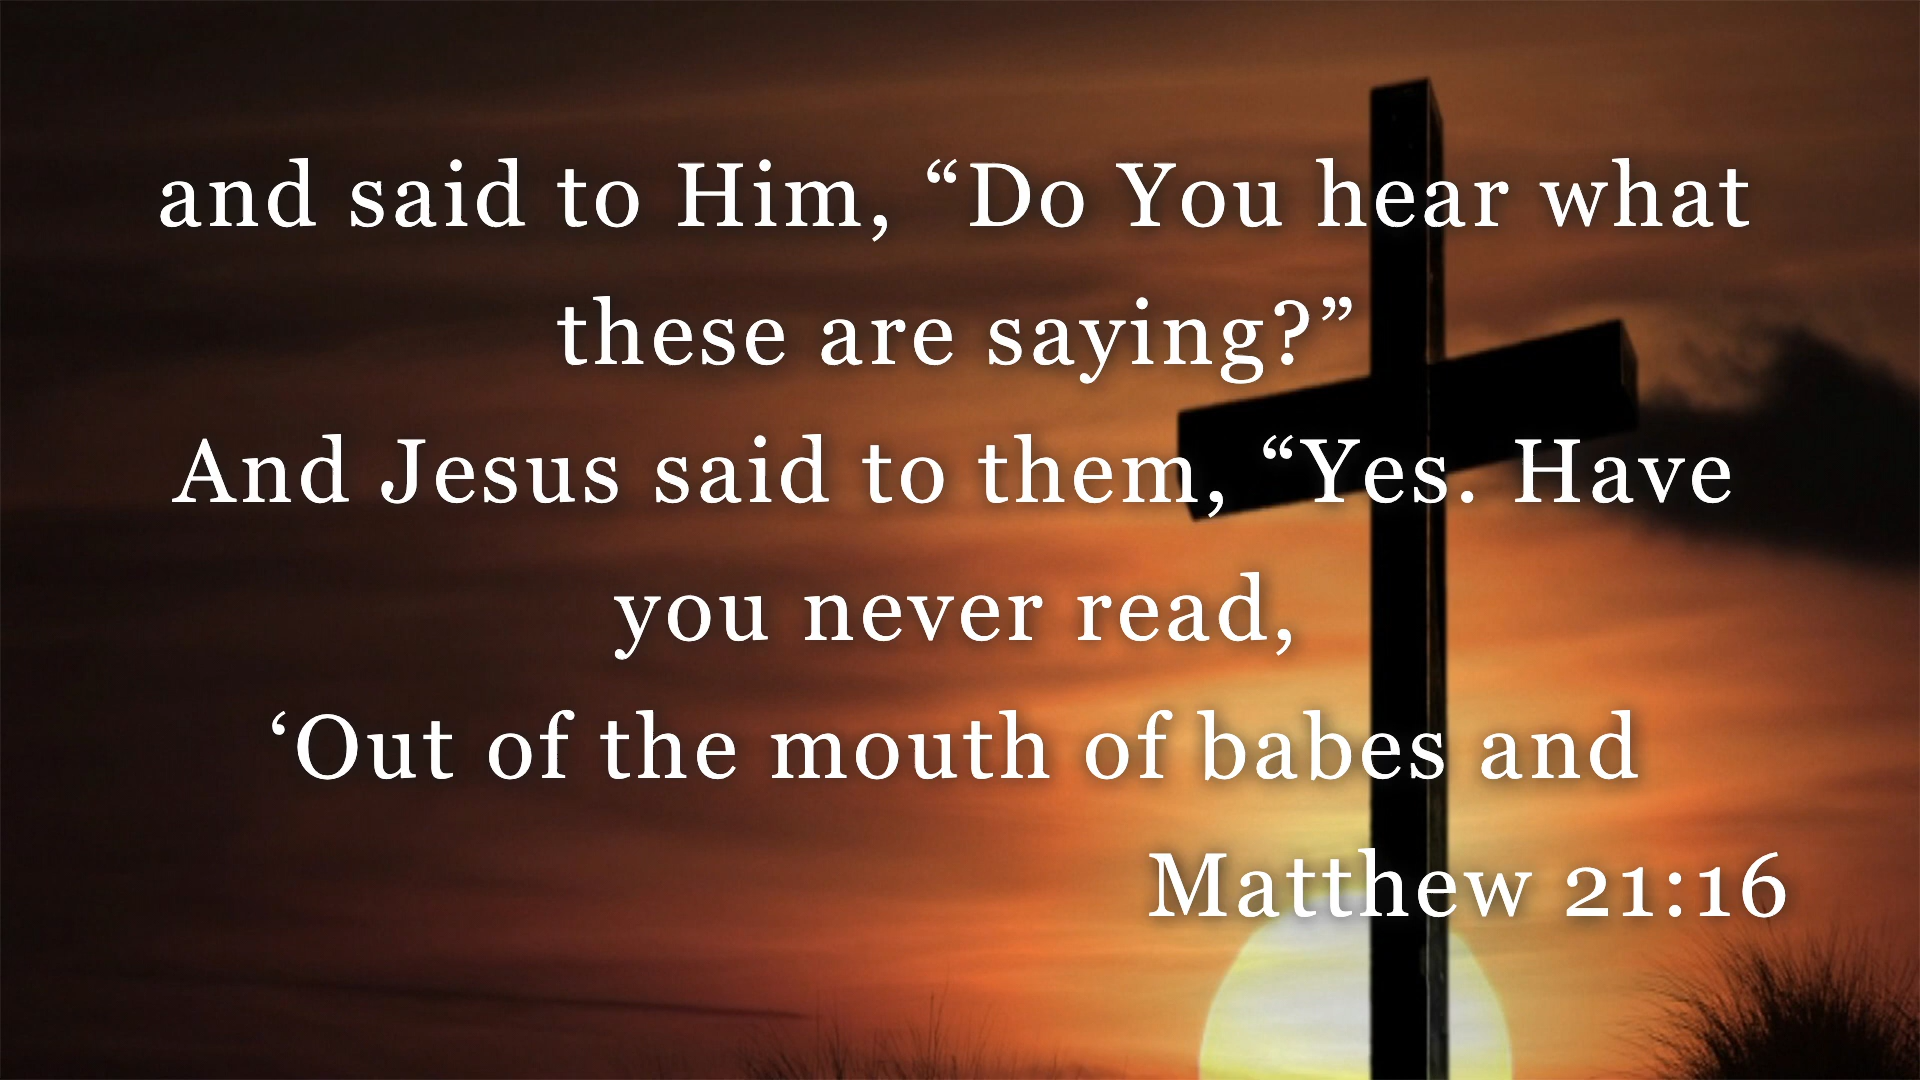 and said to Him, “Do You hear what
these are saying?”
And Jesus said to them, “Yes. Have
you never read,
‘Out of the mouth of babes and
Matthew 21:16